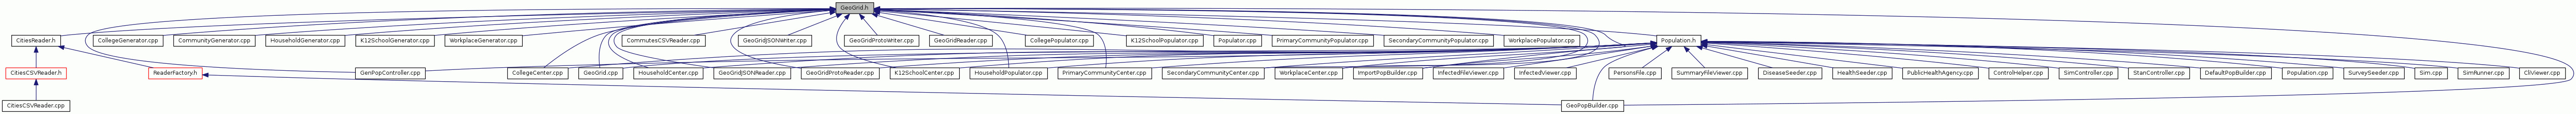 GeoGrid.h
CitiesReader.h
CollegeGenerator.cpp
CommunityGenerator.cpp
HouseholdGenerator.cpp
K12SchoolGenerator.cpp
WorkplaceGenerator.cpp
CommutesCSVReader.cpp
GeoGridJSONWriter.cpp
GeoGridProtoWriter.cpp
GeoGridReader.cpp
CollegePopulator.cpp
K12SchoolPopulator.cpp
Populator.cpp
PrimaryCommunityPopulator.cpp
SecondaryCommunityPopulator.cpp
WorkplacePopulator.cpp
Population.h
CitiesCSVReader.h
ReaderFactory.h
GenPopController.cpp
CollegeCenter.cpp
GeoGrid.cpp
HouseholdCenter.cpp
GeoGridJSONReader.cpp
GeoGridProtoReader.cpp
K12SchoolCenter.cpp
HouseholdPopulator.cpp
PrimaryCommunityCenter.cpp
SecondaryCommunityCenter.cpp
WorkplaceCenter.cpp
ImportPopBuilder.cpp
InfectedFileViewer.cpp
InfectedViewer.cpp
PersonsFile.cpp
SummaryFileViewer.cpp
DiseaseSeeder.cpp
HealthSeeder.cpp
PublicHealthAgency.cpp
ControlHelper.cpp
SimController.cpp
StanController.cpp
DefaultPopBuilder.cpp
Population.cpp
SurveySeeder.cpp
Sim.cpp
SimRunner.cpp
CliViewer.cpp
CitiesCSVReader.cpp
GeoPopBuilder.cpp